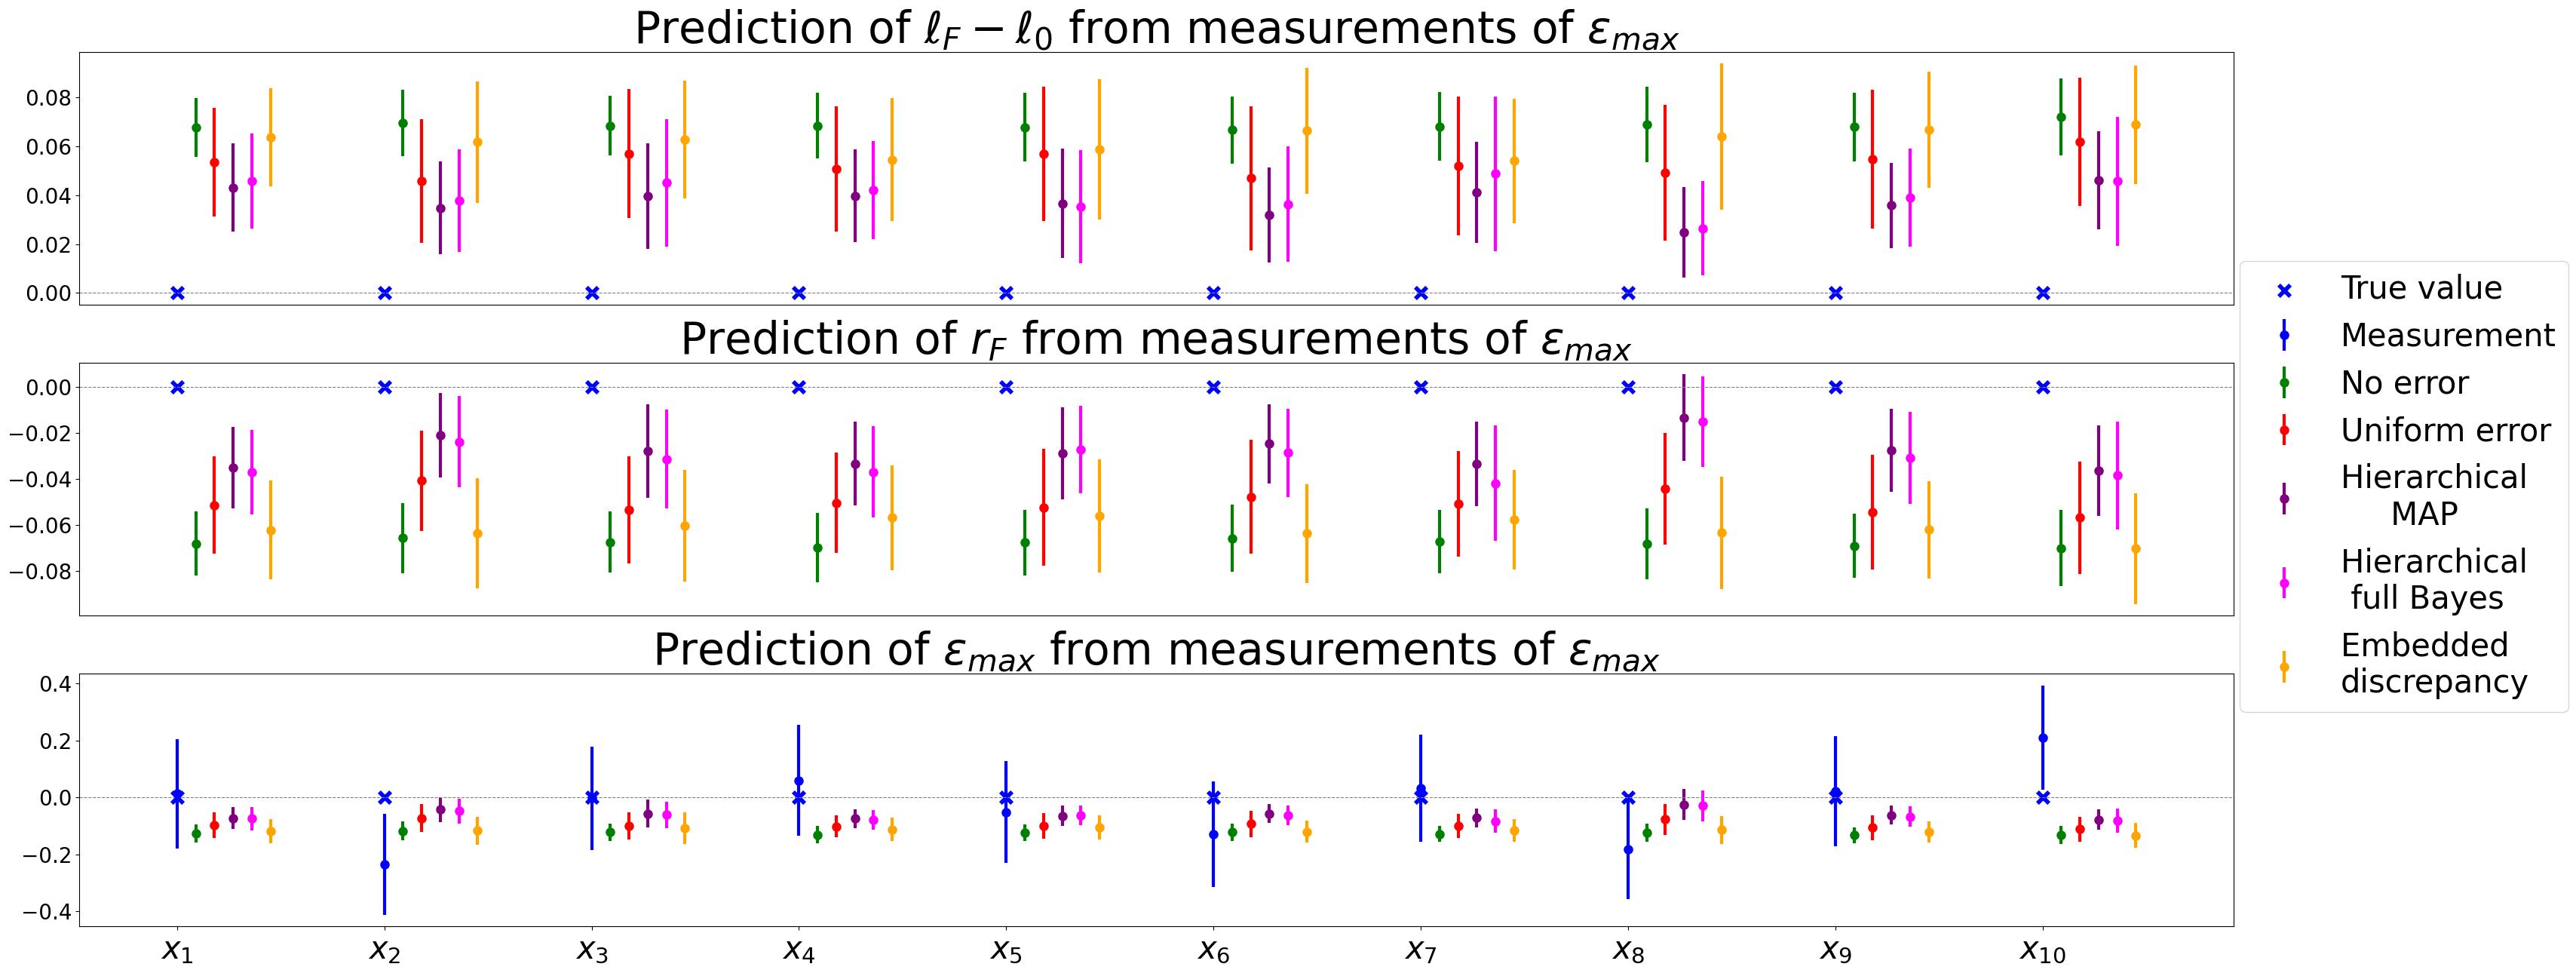 Prediction of ℓ_F − ℓ_0 from measurements of ε_max
0.08
0.06
0.04
0.02
0.00
Prediction of r_F from measurements of ε_max
0.00
−0.02
−0.04
−0.06
−0.08
Prediction of ε_max from measurements of ε_max
0.4
0.2
0.0
−0.2
−0.4
x_1 x_2 x_3 x_4 x_5 x_6 x_7 x_8 x_9 x_10
True value
Measurement
No error
Uniform error
Hierarchical
MAP
Hierarchical
full Bayes
Embedded
discrepancy